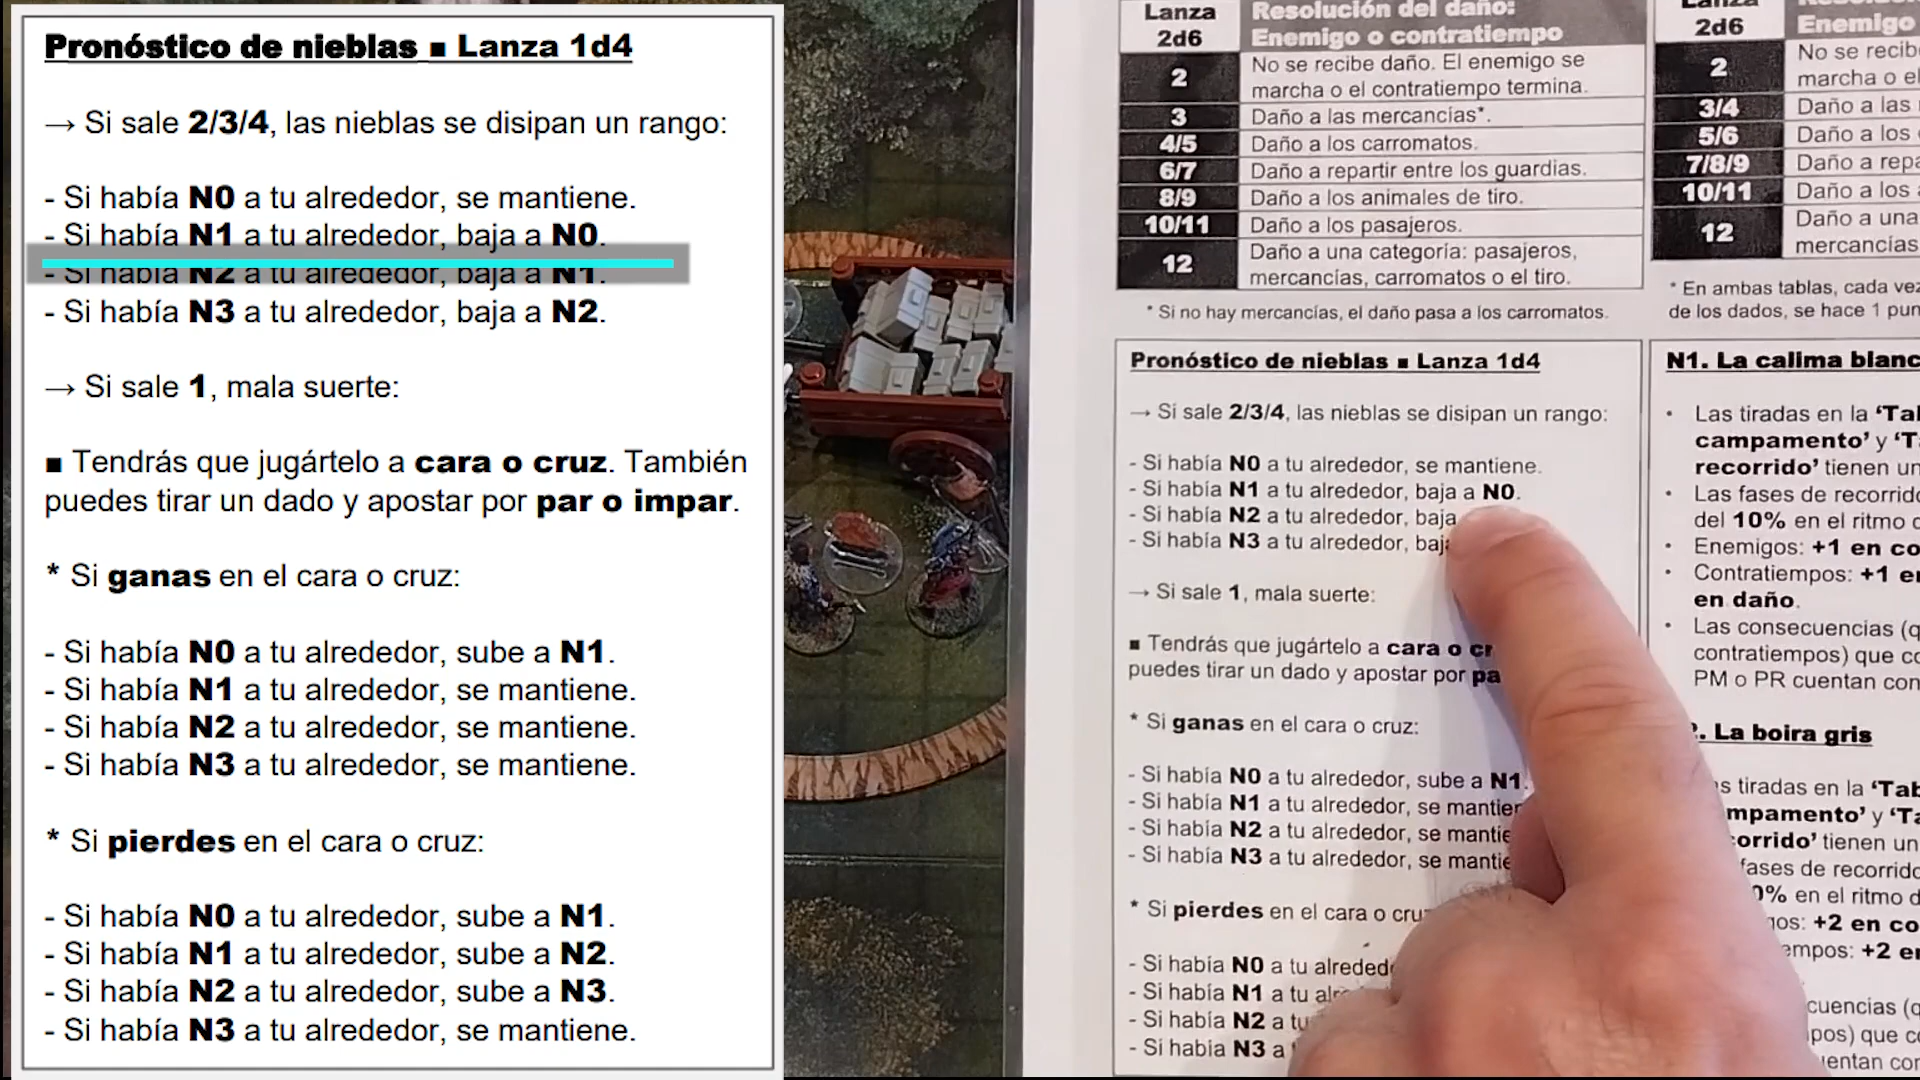 Pronóstico de nieblas ■ Lanza 1d4
→ Si sale 2/3/4, las nieblas se disipan un rango:
- Si había N0 a tu alrededor, se mantiene.
- Si había N1 a tu alrededor, baja a N0.
- Si había N2 a tu alrededor, baja a N1.
- Si había N3 a tu alrededor, baja a N2.
→ Si sale 1, mala suerte:
■ Tendrás que jugártelo a cara o cruz. También
puedes tirar un dado y apostar por par o impar.
* Si ganas en el cara o cruz:
- Si había N0 a tu alrededor, sube a N1.
- Si había N1 a tu alrededor, se mantiene.
- Si había N2 a tu alrededor, se mantiene.
- Si había N3 a tu alrededor, se mantiene.
* Si pierdes en el cara o cruz:
- Si había N0 a tu alrededor, sube a N1.
- Si había N1 a tu alrededor, sube a N2.
- Si había N2 a tu alrededor, sube a N3.
- Si había N3 a tu alrededor, se mantiene.
Lanza 2d6
Resolución del daño: Enemigo o contratiempo
2 No se recibe daño. El enemigo se
marcha o el contratiempo termina.
3 Daño a las mercancías*.
4/5 Daño a los carromatos.
6/7 Daño a repartir entre los guardias.
8/9 Daño a los animales de tiro.
10/11 Daño a los pasajeros.
12 Daño a una categoría: pasajeros,
mercancías, carromatos o el tiro.
* Si no hay mercancías, el daño pasa a los carromatos.
Lanza 2d6
Enemigo
2 No se
marcha o
3/4 Daño a las
5/6 Daño a los
7/8/9 Daño a
10/11 Daño a los
12 Daño a una
mercancías
* En ambas tablas, cada
de los dados, se hace 1
Pronóstico de nieblas ■ Lanza 1d4
→ Si sale 2/3/4, las nieblas se disipan un rango:
- Si había N0 a tu alrededor, se mantiene.
- Si había N1 a tu alrededor, baja a N0.
- Si había N2 a tu alrededor, baja
- Si había N3 a tu alrededor,
→ Si sale 1, mala suerte:
■ Tendrás que jugártelo a cara o
puedes tirar un dado y apostar por
* Si ganas en el cara o cruz:
- Si había N0 a tu alrededor, sube a N1.
- Si había N1 a tu alrededor, se
- Si había N2 a tu alrededor, se
- Si había N3 a tu alrededor, se
* Si pierdes en el cara o
- Si había N0 a tu
- Si había N1 a tu
- Si había N2 a
- Si había N3 a
N1. La calima
• Las tiradas en la
campamento’ y
recorrido’ tienen
• Las fases de
del 10% en el ritmo
• Enemigos: +1 en
• Contratiempos: +1
en daño.
• Las consecuencias
contratiempos) que
PM o PR cuentan
La boira gris
tiradas en la
y
tienen
de
en el ritmo
+2 en
+2
que